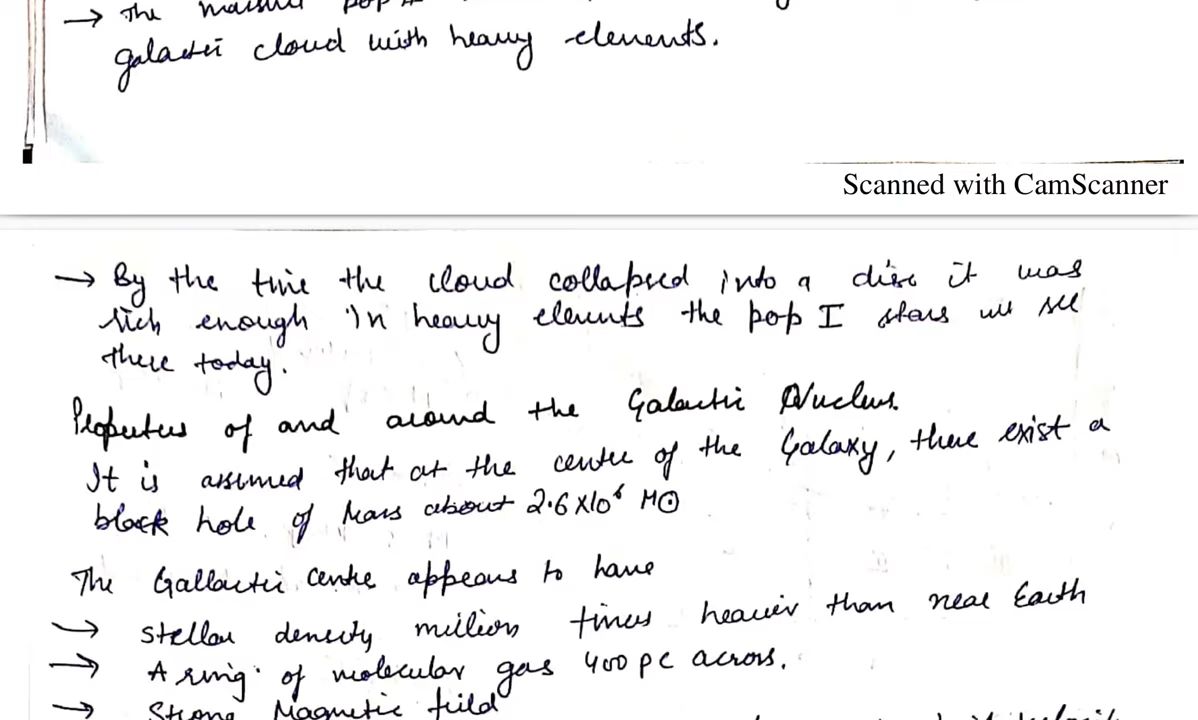 → The pop
galactic cloud with heavy elements.
Scanned with CamScanner
→ By the time the cloud collapsed into a disc it was
rich enough in heavy elements the pop I stars we see
there today.
Properties of and around the Galactic Nucleus.
It is assumed that at the centre of the Galaxy, there exist a
black hole of Mass about 2.6 X10⁶ M⊙
The Gallactic centre appears to have
→ stellar density million times heavier than near Earth
→ A ring of molecular gas 400 pc across.
→ Strong Magnetic field